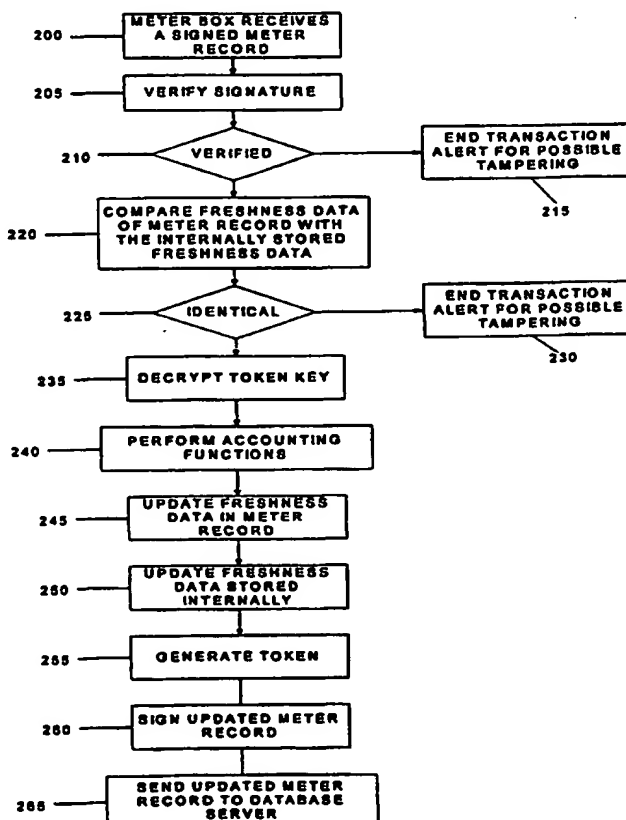 200
METER BOX RECEIVES
A SIGNED METER
RECORD
205
VERIFY SIGNATURE
210
VERIFIED
END TRANSACTION
ALERT FOR POSSIBLE
TAMPERING
215
220
COMPARE FRESHNESS DATA
OF METER RECORD WITH
THE INTERNALLY STORED
FRESHNESS DATA
225
IDENTICAL
END TRANSACTION
ALERT FOR POSSIBLE
TAMPERING
230
235
DECRYPT TOKEN KEY
240
PERFORM ACCOUNTING
FUNCTIONS
245
UPDATE FRESHNESS
DATA IN METER
RECORD
250
UPDATE FRESHNESS
DATA STORED
INTERNALLY
255
GENERATE TOKEN
260
SIGN UPDATED METER
RECORD
265
SEND UPDATED METER
RECORD TO DATABASE
SERVER